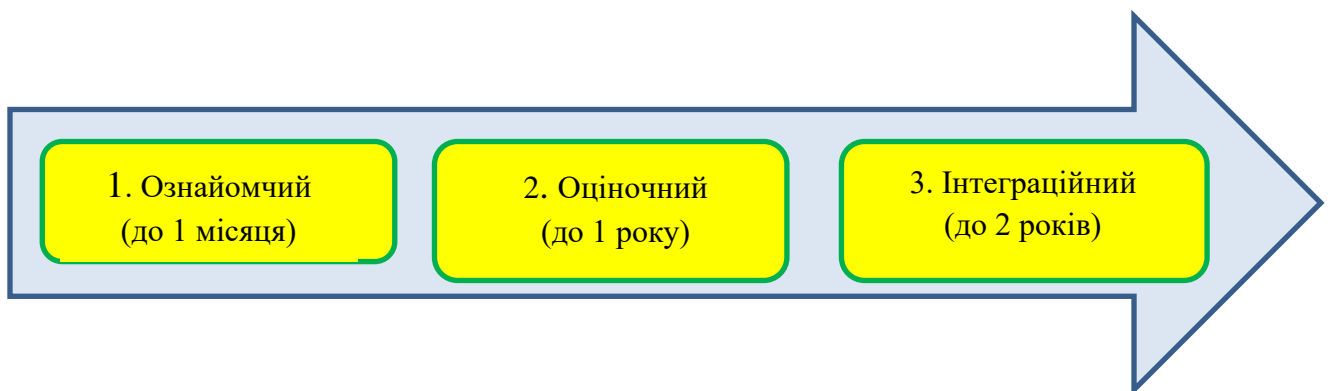 1. Ознайомчий
(до 1 місяця)
2. Оціночний
(до 1 року)
3. Інтеграційний
(до 2 років)